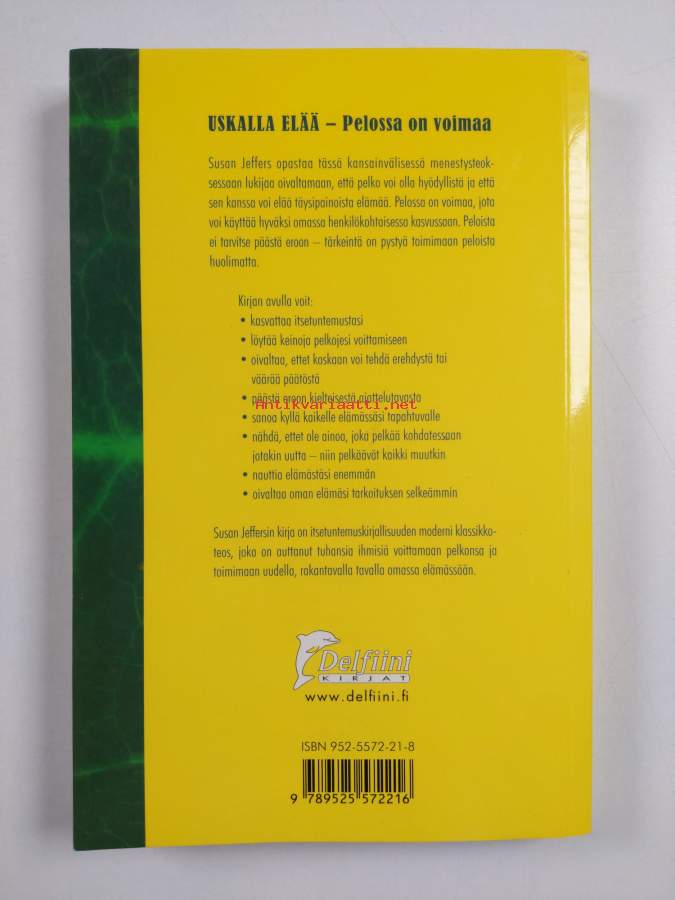 USKALLA ELÄÄ – Pelossa on voimaa
Susan Jeffers opastaa tässä kansainvälisessä menestysteok-
sessaan lukijaa oivaltamaan, että pelko voi olla hyödyllistä ja että
sen kanssa voi elää täysipainoista elämää. Pelossa on voimaa, jota
voi käyttää hyväksi omassa henkilökohtaisessa kasvussaan. Peloista
ei tarvitse päästä eroon – tärkeintä on pystyä toimimaan peloista
huolimatta.
Kirjan avulla voit:
• kasvattaa itsetuntemustasi
• löytää keinoja pelkojesi voittamiseen
• oivaltaa, ettet koskaan voi tehdä erehdystä tai
väärää päätöstä
• päästä eroon kielteisestä ajattelutavasta
Antikvariaatti.net
• sanoa kyllä kaikelle elämässäsi tapahtuvalle
• nähdä, ettet ole ainoa, joka pelkää kohdatessaan
jotakin uutta – niin pelkäävät kaikki muutkin
• nauttia elämästäsi enemmän
• oivaltaa oman elämäsi tarkoituksen selkeämmin
Susan Jeffersin kirja on itsetuntemuskirjallisuuden moderni klassikko-
teos, joka on auttanut tuhansia ihmisiä voittamaan pelkonsa ja
toimimaan uudella, rakentavalla tavalla omassa elämässään.
Delfiini
KIRJAT
www.delfiini.fi
ISBN 952-5572-21-8
9 789525 572216